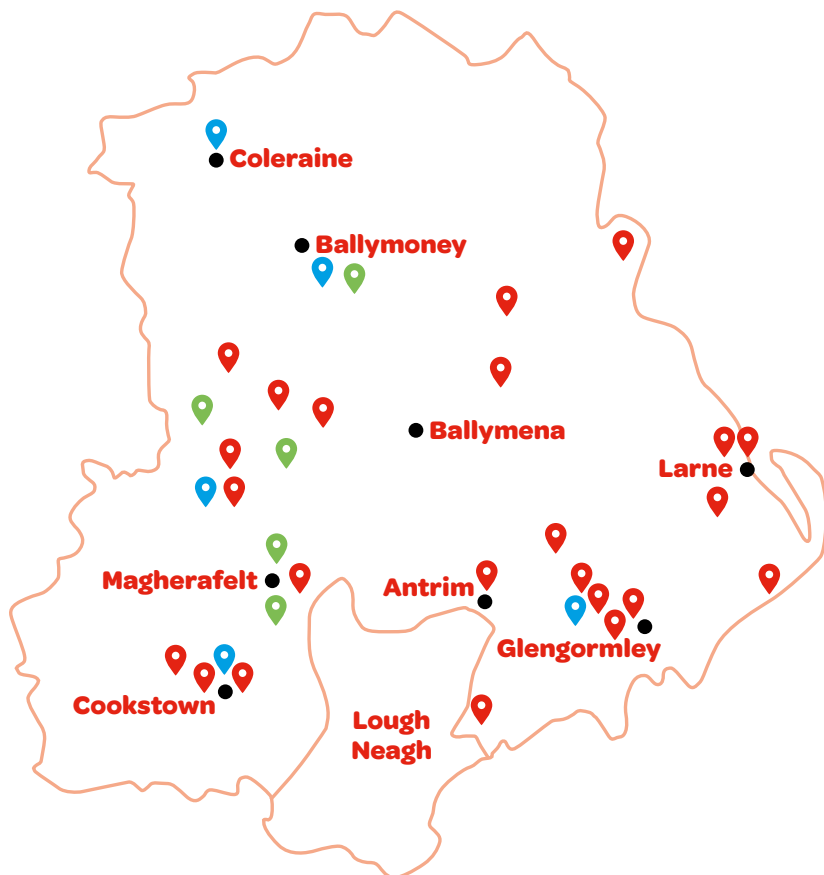 Coleraine
Ballymoney
Ballymena
Larne
Magherafelt
Antrim
Glengormley
Cookstown
Lough
Neagh